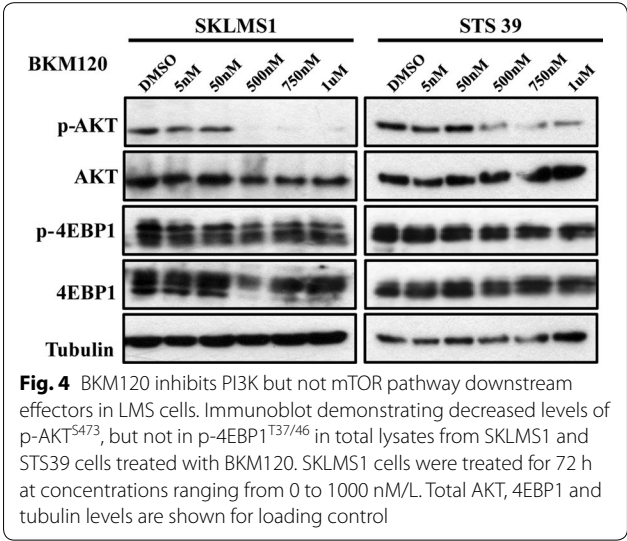 SKLMS1 STS 39
BKM120 DMSO 5nM 50nM 500nM 750nM 1uM DMSO 5nM 50nM 500nM 750nM 1uM
p-AKT
AKT
p-4EBP1
4EBP1
Tubulin
Fig. 4 BKM120 inhibits PI3K but not mTOR pathway downstream
effectors in LMS cells. Immunoblot demonstrating decreased levels of
p-AKTS473, but not in p-4EBP1T37/46 in total lysates from SKLMS1 and
STS39 cells treated with BKM120. SKLMS1 cells were treated for 72 h
at concentrations ranging from 0 to 1000 nM/L. Total AKT, 4EBP1 and
tubulin levels are shown for loading control